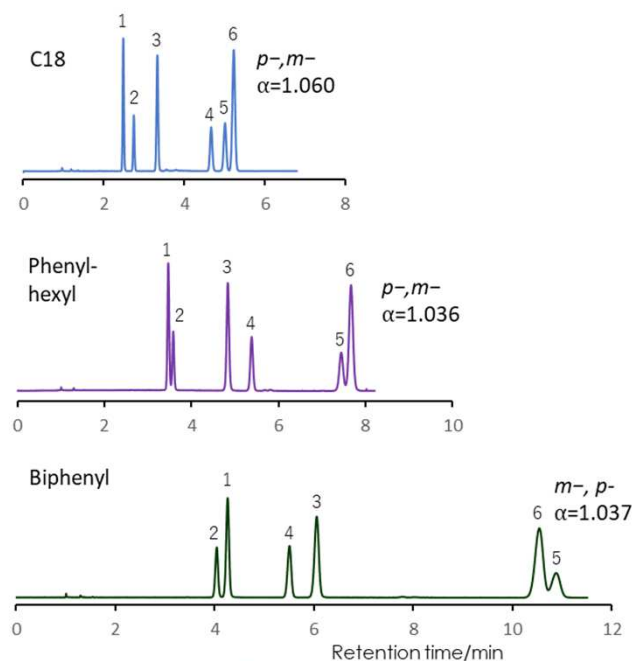 C18
1
2
3
4
5
6
p−,m−
α=1.060
0 2 4 6 8
Phenyl-
hexyl
1
2
3
4
5
6
p−,m−
α=1.036
0 2 4 6 8 10
Biphenyl
2
1
4
3
6
5
m−, p-
α=1.037
0 2 4 6 8 10 12
Retention time/min